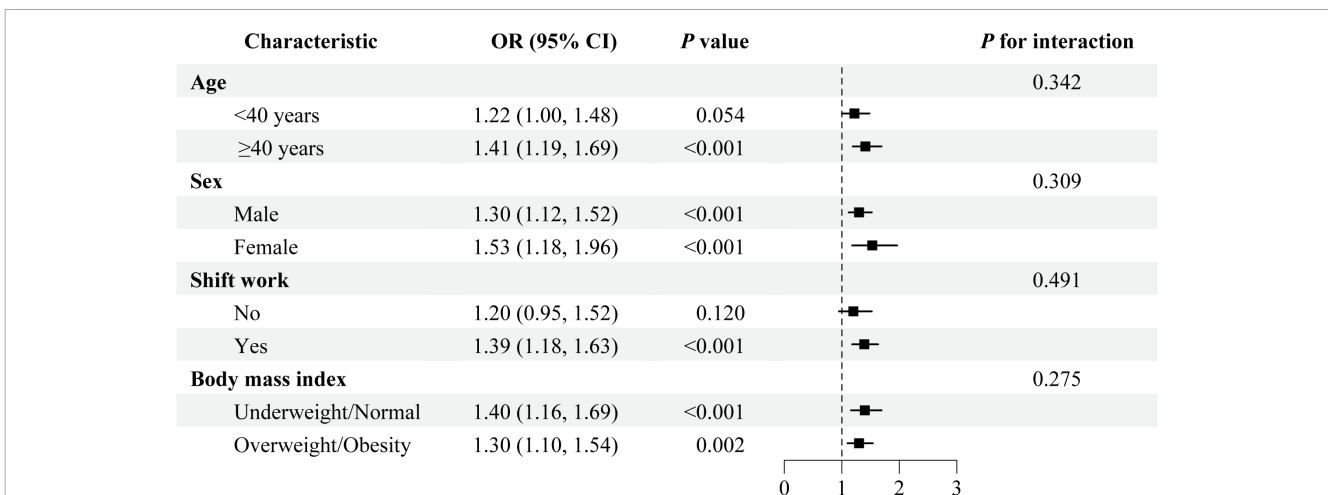 Characteristic OR (95% CI) P value P for interaction
Age 0.342
<40 years 1.22 (1.00, 1.48) 0.054
≥40 years 1.41 (1.19, 1.69) <0.001
Sex 0.309
Male 1.30 (1.12, 1.52) <0.001
Female 1.53 (1.18, 1.96) <0.001
Shift work 0.491
No 1.20 (0.95, 1.52) 0.120
Yes 1.39 (1.18, 1.63) <0.001
Body mass index 0.275
Underweight/Normal 1.40 (1.16, 1.69) <0.001
Overweight/Obesity 1.30 (1.10, 1.54) 0.002
0 1 2 3